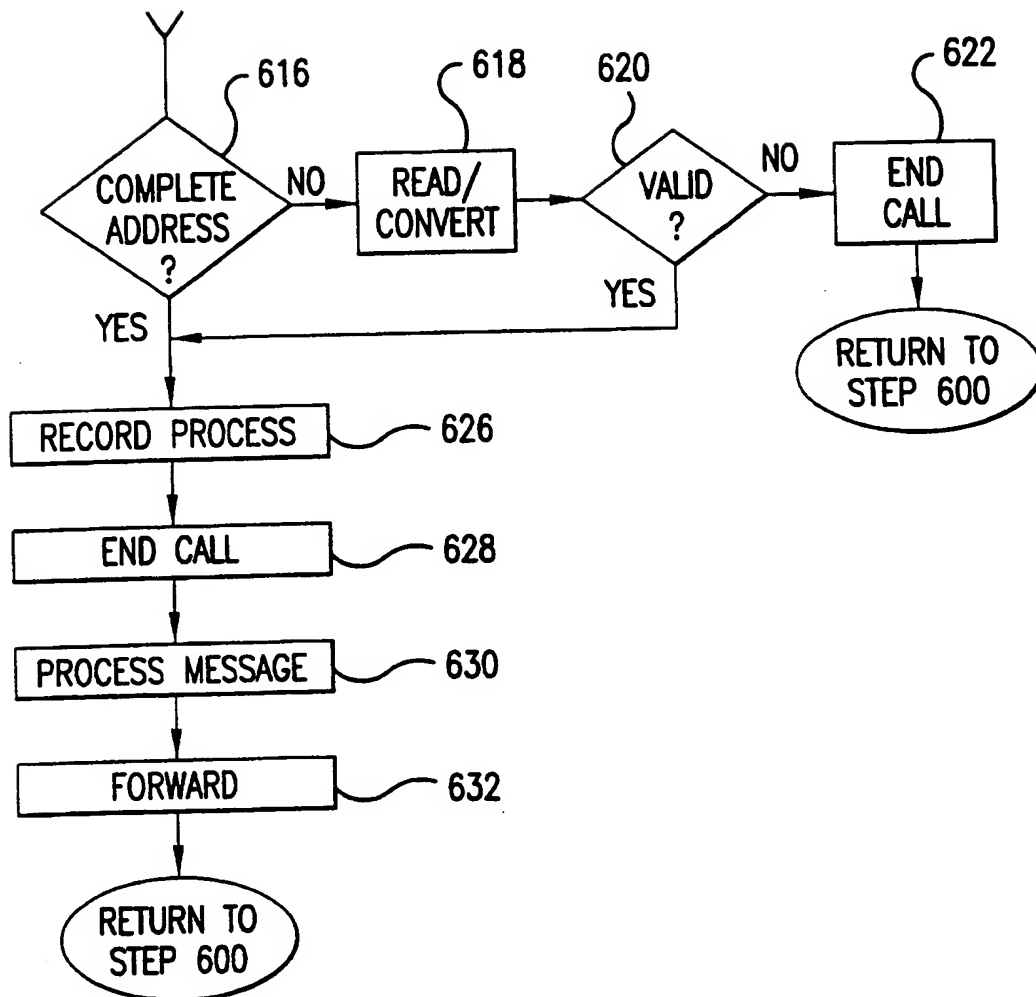 616
618
620
622
COMPLETE
ADDRESS
?
NO
READ/
CONVERT
VALID
?
NO
END
CALL
YES
YES
RETURN TO
STEP 600
RECORD PROCESS
626
END CALL
628
PROCESS MESSAGE
630
FORWARD
632
RETURN TO
STEP 600